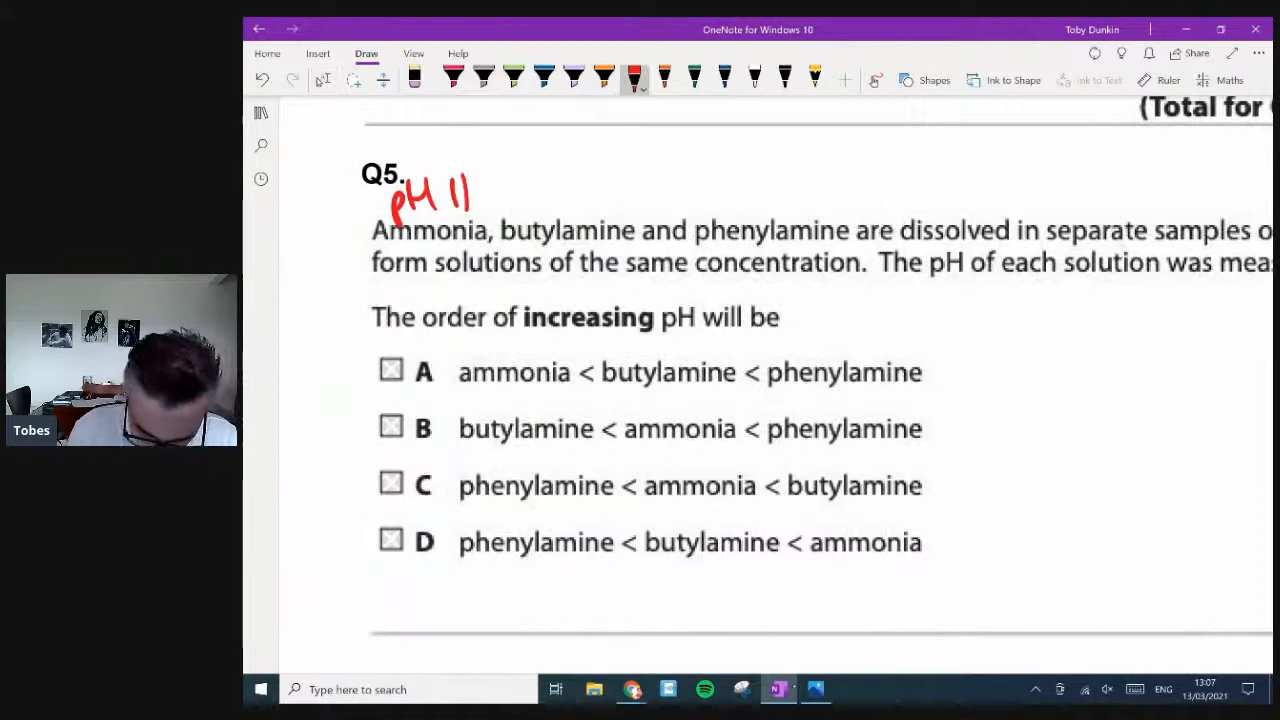 OneNote for Windows 10
Toby Dunkin
Home Insert Draw View Help
Share
Shapes Ink to Shape Ink to Text Ruler Maths
(Total for
Q5.
pH 11
Ammonia, butylamine and phenylamine are dissolved in separate samples o
form solutions of the same concentration. The pH of each solution was mea
The order of increasing pH will be
A ammonia < butylamine < phenylamine
B butylamine < ammonia < phenylamine
C phenylamine < ammonia < butylamine
D phenylamine < butylamine < ammonia
Tobes
Type here to search
ENG
13:07
13/03/2021